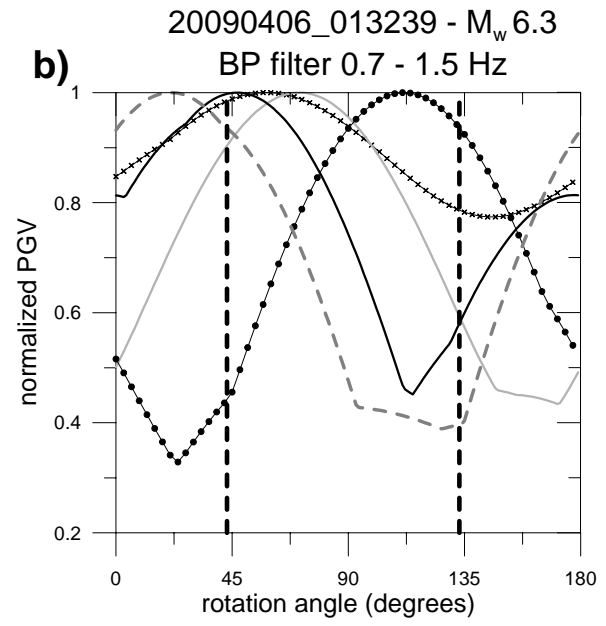 20090406_013239 - Mw 6.3
b) BP filter 0.7 - 1.5 Hz
1
0.8
0.6
0.4
0.2
normalized PGV
0 45 90 135 180
rotation angle (degrees)